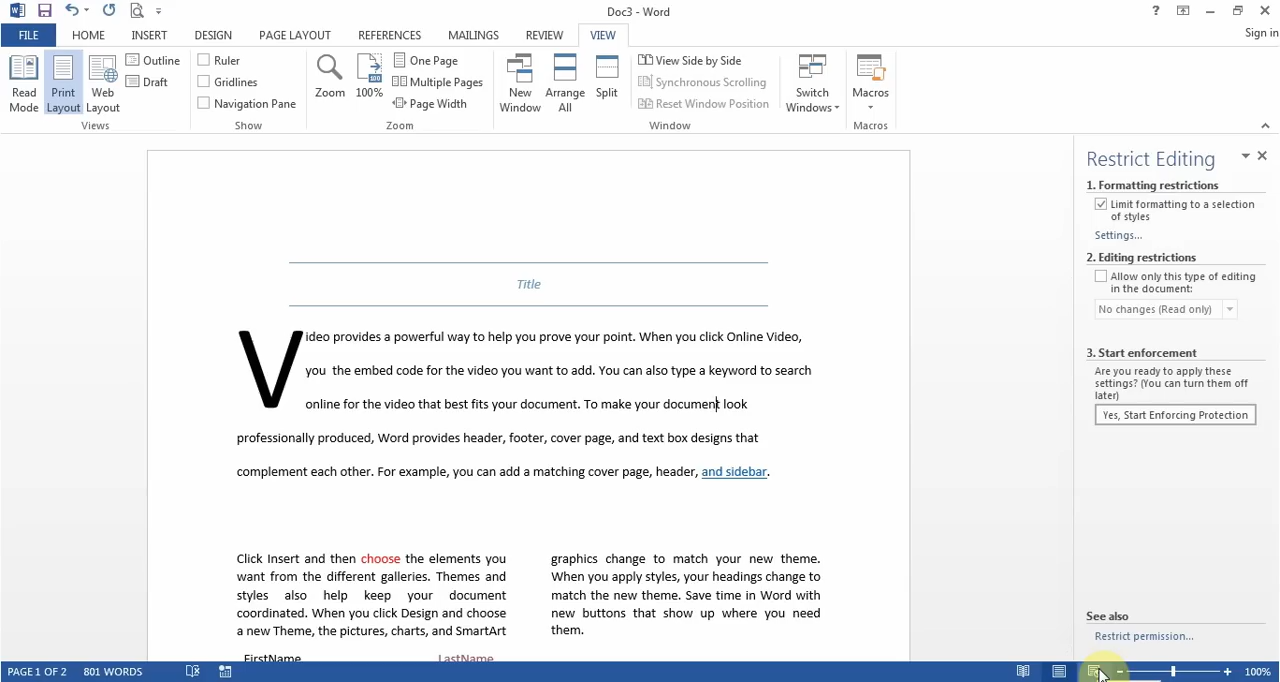 Doc3 - Word
?
FILE HOME INSERT DESIGN PAGE LAYOUT REFERENCES MAILINGS REVIEW VIEW Sign in
Read Mode
Print Layout
Web Layout
Outline
Draft
Views
Ruler
Gridlines
Navigation Pane
Show
Zoom
100%
One Page
Multiple Pages
Page Width
Zoom
New Window
Arrange All
Split
View Side by Side
Synchronous Scrolling
Reset Window Position
Window
Switch Windows
Macros
Macros
Title
Video provides a powerful way to help you prove your point. When you click Online Video,
you  the embed code for the video you want to add. You can also type a keyword to search
online for the video that best fits your document. To make your document look
professionally produced, Word provides header, footer, cover page, and text box designs that
complement each other. For example, you can add a matching cover page, header, and sidebar.
Click Insert and then choose the elements you
want from the different galleries. Themes and
styles also help keep your document
coordinated. When you click Design and choose
a new Theme, the pictures, charts, and SmartArt
graphics change to match your new theme.
When you apply styles, your headings change to
match the new theme. Save time in Word with
new buttons that show up where you need
them.
FirstName LastName
Restrict Editing
1. Formatting restrictions
Limit formatting to a selection
of styles
Settings...
2. Editing restrictions
Allow only this type of editing
in the document:
No changes (Read only)
3. Start enforcement
Are you ready to apply these
settings? (You can turn them off
later)
Yes, Start Enforcing Protection
See also
Restrict permission...
PAGE 1 OF 2 801 WORDS 100%